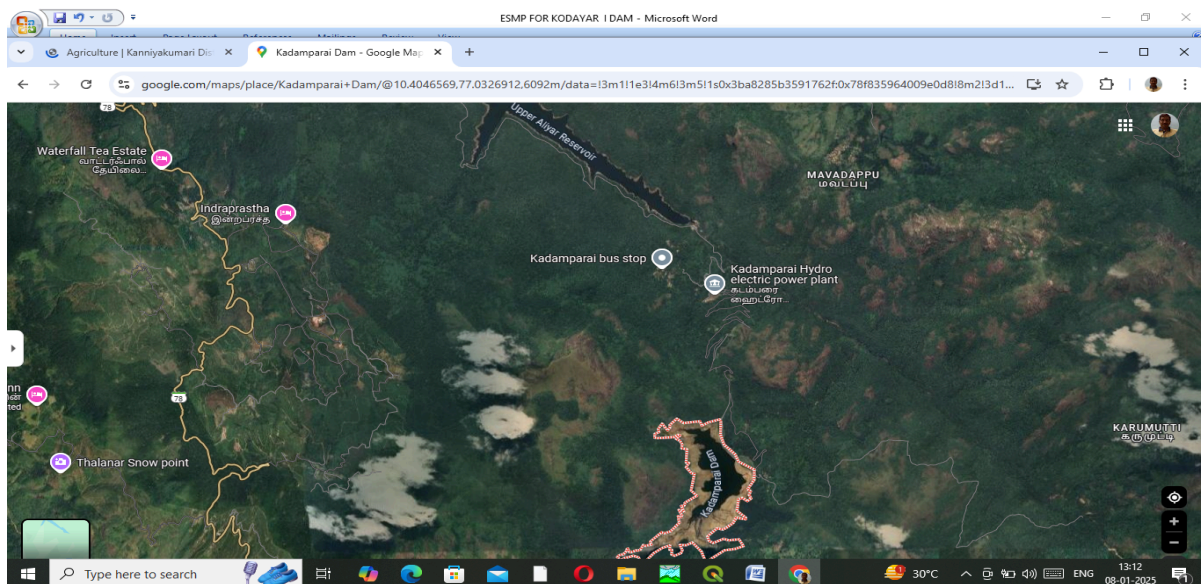 ESMP FOR KODAYAR I DAM - Microsoft Word
Agriculture | Kanniyakumari Dis
Kadamparai Dam - Google Map
google.com/maps/place/Kadamparai+Dam/@10.4046569,77.0326912,6092m/data=!3m1!1e3!4m6!3m5!1s0x3ba8285b3591762f:0x78f835964009e0d8!8m2!3d1...
78
Upper Aliyar Reservoir
Waterfall Tea Estate
வாட்டர்ஃபால்
தேயிலை...
MAVADAPPU
மவடப்பு
Indraprastha
இன்றபரசத
Kadamparai bus stop
Kadamparai Hydro
electric power plant
கடம்பரை
ஹைட்ரோ...
nn
ன்
ted
78
KARUMUTTI
கருமுட்டி
Thalanar Snow point
Kadamparai Dam
Type here to search
30°C
ENG
13:12
08-01-2025